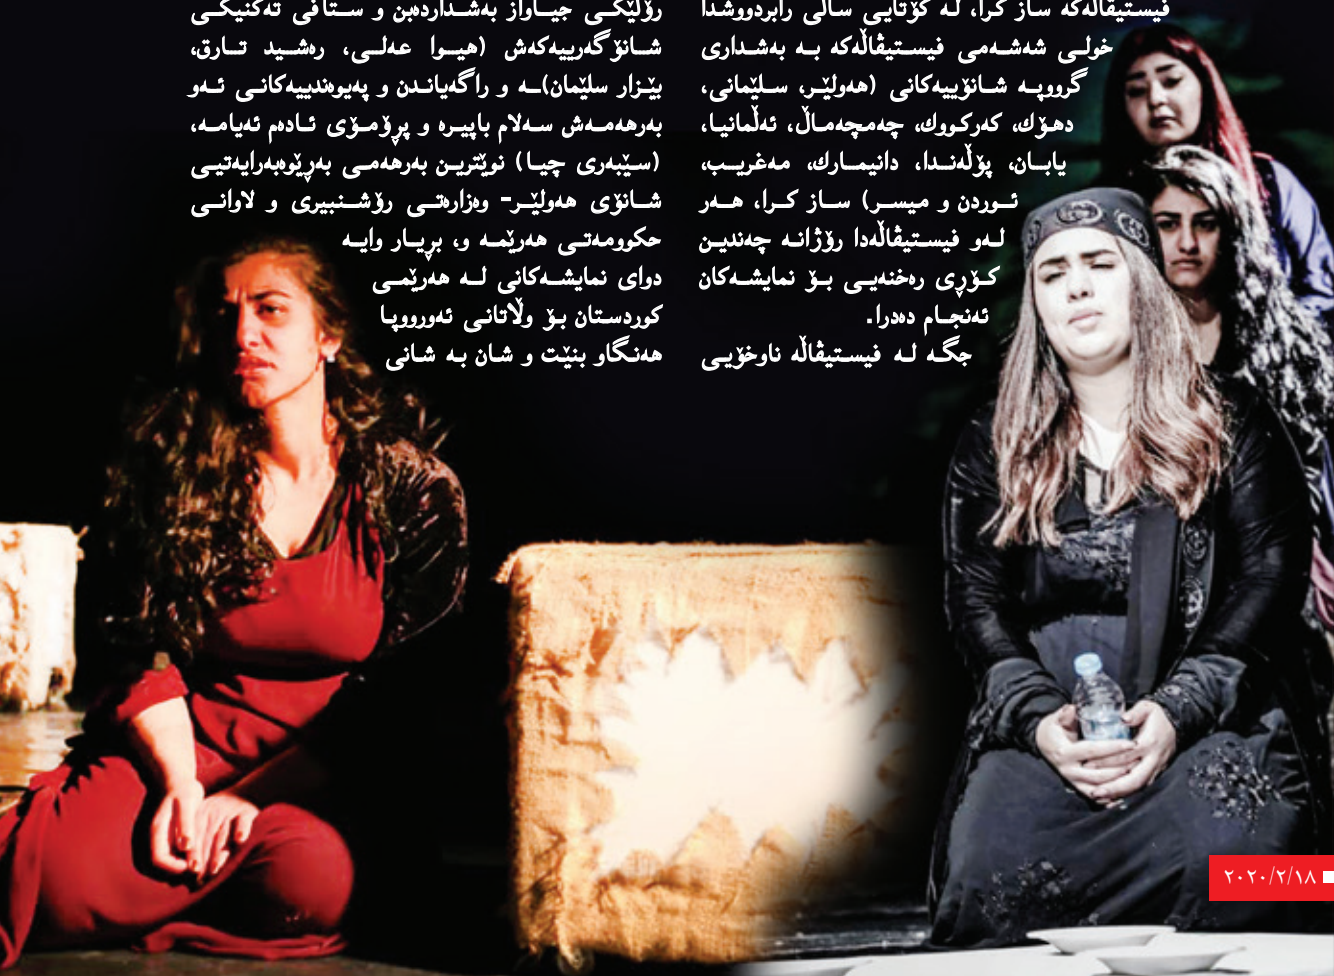 فیستیڤاڵەکە ساز کرا، لە کۆتایی ساڵی رابردووشدا
خولی شەشەمی فیستیڤاڵەکە بە بەشداری
گرووپە شانۆییەکانی (هەولێر، سلێمانی،
دهۆک، کەرکووک، چەمچەماڵ، ئەڵمانیا،
یابان، پۆڵەندا، دانیمارک، مەغریب،
ئوردن و میسر) ساز کرا، هەر
لەو فیستیڤاڵەدا رۆژانە چەندین
کۆڕی رەخنەیی بۆ نمایشەکان
ئەنجام دەدرا.
جگە لە فیستیڤاڵە ناوخۆیی
رۆڵێکی جیاواز بەشداردەبن و ستافی تەکنیکی
شانۆگەرییەکەش (هیوا عەلی، رەشید تارق،
بێزار سلێمان)ـە و راگەیاندن و پەیوەندییەکانی ئەو
بەرهەمەش سەلام باپیرە و پڕۆمۆی ئادەم ئەیامە،
(سێبەری چیا) نوێترین بەرهەمی بەڕێوەبەرایەتیی
شانۆی هەولێر- وەزارەتی رۆشنبیری و لاوانی
حکوومەتی هەرێمە و، بڕیار وایە
دوای نمایشەکانی لە هەرێمی
کوردستان بۆ وڵاتانی ئەورووپا
هەنگاو بنێت و شان بە شانی
٢٠٢٠/٢/١٨